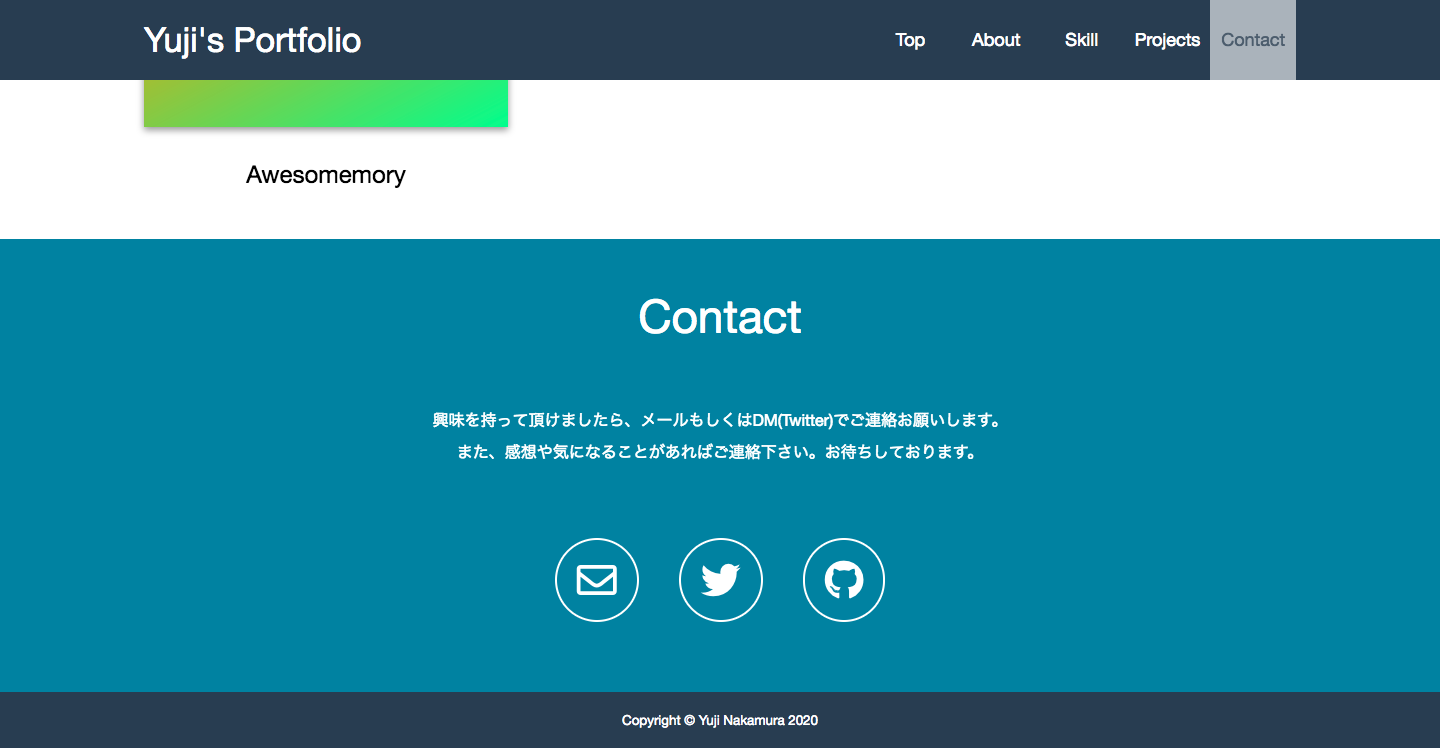 Yuji's Portfolio
Top About Skill Projects Contact
Awesomemory
Contact
興味を持って頂けましたら、メールもしくはDM(Twitter)でご連絡お願いします。
また、感想や気になることがあればご連絡下さい。お待ちしております。
Copyright © Yuji Nakamura 2020